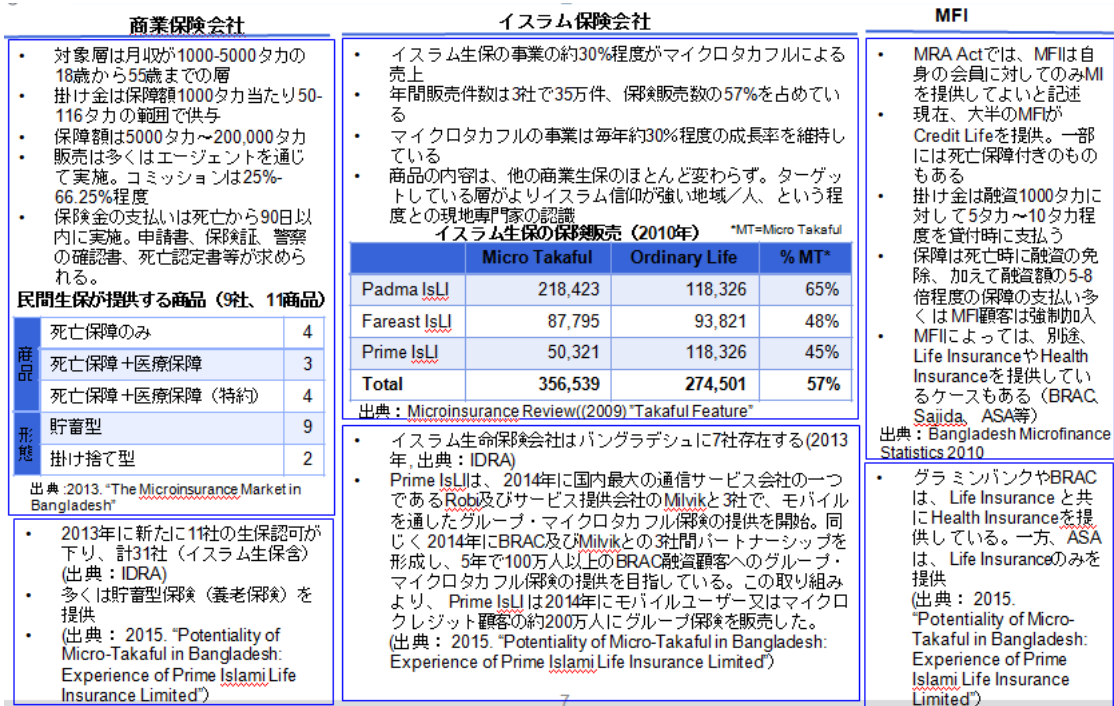 商業保険会社
• 対象層は月収が1000-5000タカの
18歳から55歳までの層
• 掛け金は保障額1000タカ当たり50-
116タカの範囲で供与
• 保障額は5000タカ～200,000タカ
• 販売は多くはエージェントを通じ
て実施。コミッションは25%-
66.25%程度
• 保険金の支払いは死亡から90日以
内に実施。申請書、保険証、警察
の確認書、死亡認定書等が求めら
れる。
民間生保が提供する商品（9社、11商品）
商品
死亡保障のみ 4
死亡保障＋医療保障 3
死亡保障＋医療保障（特約） 4
形態
貯蓄型 9
掛け捨て型 2
出典:2013. “The Microinsurance Market in
Bangladesh”
• 2013年に新たに11社の生保認可が
下り、計31社（イスラム生保含）
(出典：IDRA)
• 多くは貯蓄型保険（養老保険）を
提供
• (出典： 2015. “Potentiality of
Micro-Takaful in Bangladesh:
Experience of Prime Islami Life
Insurance Limited”)
イスラム保険会社
• イスラム生保の事業の約30%程度がマイクロタカフルによる
売上
• 年間販売件数は3社で35万件、保険販売数の57%を占めてい
る
• マイクロタカフルの事業は毎年約30%程度の成長率を維持し
ている
• 商品の内容は、他の商業生保のほとんど変わらず。ターゲッ
トしている層がよりイスラム信仰が強い地域／人、という程
度との現地専門家の認識
イスラム生保の保険販売（2010年） *MT=Micro Takaful
Micro Takaful Ordinary Life % MT*
Padma IsLI 218,423 118,326 65%
Fareast IsLI 87,795 93,821 48%
Prime IsLI 50,321 118,326 45%
Total 356,539 274,501 57%
出典：Microinsurance Review((2009) ”Takaful Feature”
• イスラム生命保険会社はバングラデシュに7社存在する(2013
年, 出典：IDRA)
• Prime IsLIは、2014年に国内最大の通信サービス会社の一つ
であるRobi及びサービス提供会社のMilvikと3社で、モバイル
を通したグループ・マイクロタカフル保険の提供を開始。同
じく2014年にBRAC及びMilvikとの3社間パートナーシップを
形成し、5年で100万人以上のBRAC融資顧客へのグループ・
マイクロタカフル保険の提供を目指している。この取り組み
より、 Prime IsLI は2014年にモバイルユーザー又はマイクロ
クレジット顧客の約200万人にグループ保険を販売した。
(出典： 2015. “Potentiality of Micro-Takaful in Bangladesh:
Experience of Prime Islami Life Insurance Limited”)
7
MFI
• MRA Actでは、MFIは自
身の会員に対してのみMI
を提供してよいと記述
• 現在、大半のMFIが
Credit Lifeを提供。一部
には死亡保障付きのもの
もある
• 掛け金は融資1000タカに
対して5タカ～10タカ程
度を貸付時に支払う
• 保障は死亡時に融資の免
除、加えて融資額の5-8
倍程度の保障の支払い多
くはMFI顧客は強制加入
• MFIIによっては、別途、
Life InsuranceやHealth
Insuranceを提供してい
るケースもある（BRAC、
Sajida、ASA等）
出典：Bangladesh Microfinance
Statistics 2010
• グラミンバンクやBRAC
は、Life Insurance と共
にHealth Insuranceを提
供している。一方、ASA
は、Life Insuranceのみを
提供
(出典： 2015.
“Potentiality of Micro-
Takaful in Bangladesh:
Experience of Prime
Islami Life Insurance
Limited”)